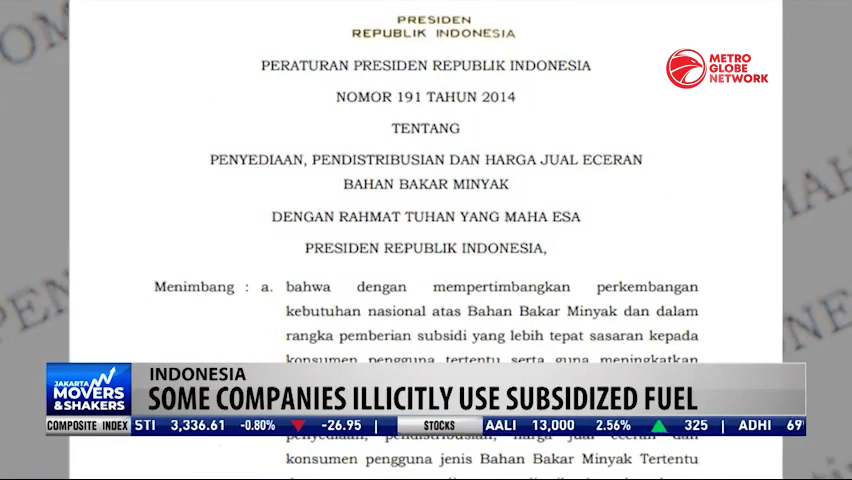 PRESIDEN
REPUBLIK INDONESIA
PERATURAN PRESIDEN REPUBLIK INDONESIA
NOMOR 191 TAHUN 2014
TENTANG
PENYEDIAAN, PENDISTRIBUSIAN DAN HARGA JUAL ECERAN
BAHAN BAKAR MINYAK
DENGAN RAHMAT TUHAN YANG MAHA ESA
PRESIDEN REPUBLIK INDONESIA,
Menimbang : a. bahwa dengan mempertimbangkan perkembangan
kebutuhan nasional atas Bahan Bakar Minyak dan dalam
rangka pemberian subsidi yang lebih tepat sasaran kepada
konsumen pengguna tertentu serta guna meningkatkan
METRO
GLOBE
NETWORK
INDONESIA
SOME COMPANIES ILLICITLY USE SUBSIDIZED FUEL
JAKARTA
MOVERS
& SHAKERS
COMPOSITE INDEX STI 3,336.61 -0.80% -26.95 | STOCKS AALI 13,000 2.56% 325 | ADHI
penyediaan, pendistribusian, harga jual eceran dan
konsumen pengguna jenis Bahan Bakar Minyak Tertentu